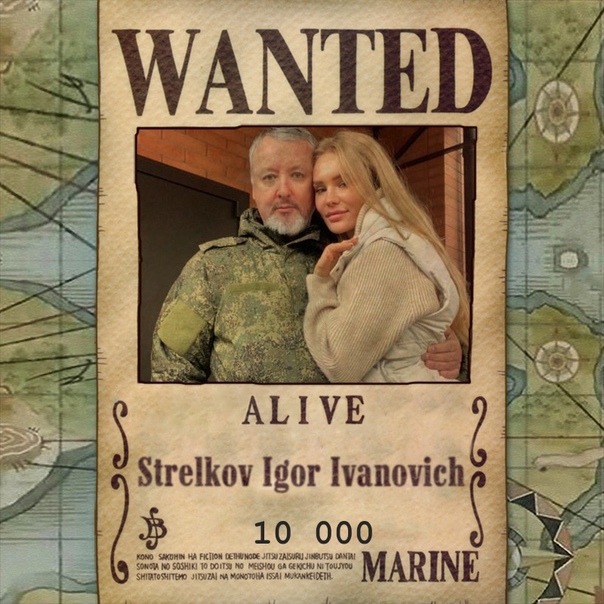 WANTED
ALIVE
Strelkov Igor Ivanovich
10 000
KONO SAKUHIN HA FICTION DETHUNODE JITSUZAISURU JINBUTSU DANTAI
SONOTA NO SOSHIKI TO DOITSU NO MEISHOU GA GEKICHU NI TOUJYOU
SHITATOSHITEMO JITSUZAI NA MONOTOHA ISSAI MUKANKEIDETH.
MARINE